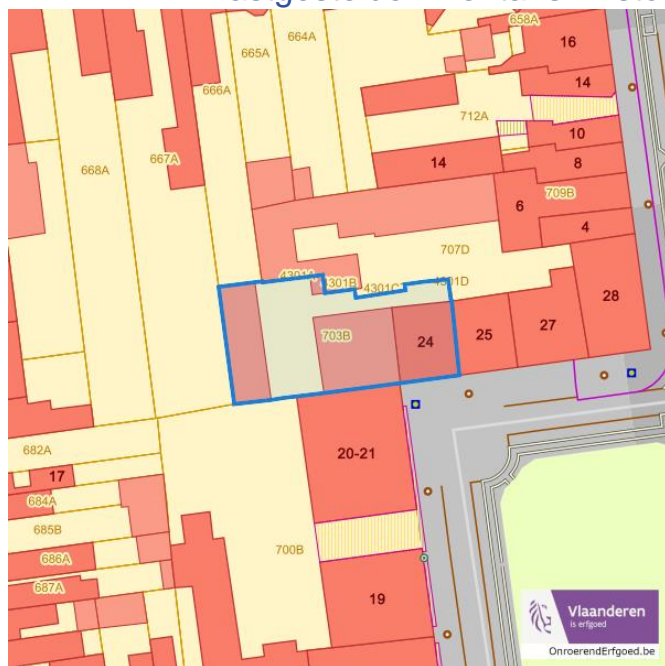 658A
664A
16
665A
14
666A
712A
10
667A
14
8
668A
6
709B
4
707D
4301A
4301B
4301C
4301D
28
703B
24
25
27
682A
17
20-21
684A
685B
700B
686A
687A
19
Vlaanderen
is erfgoed
OnroerendErfgoed.be